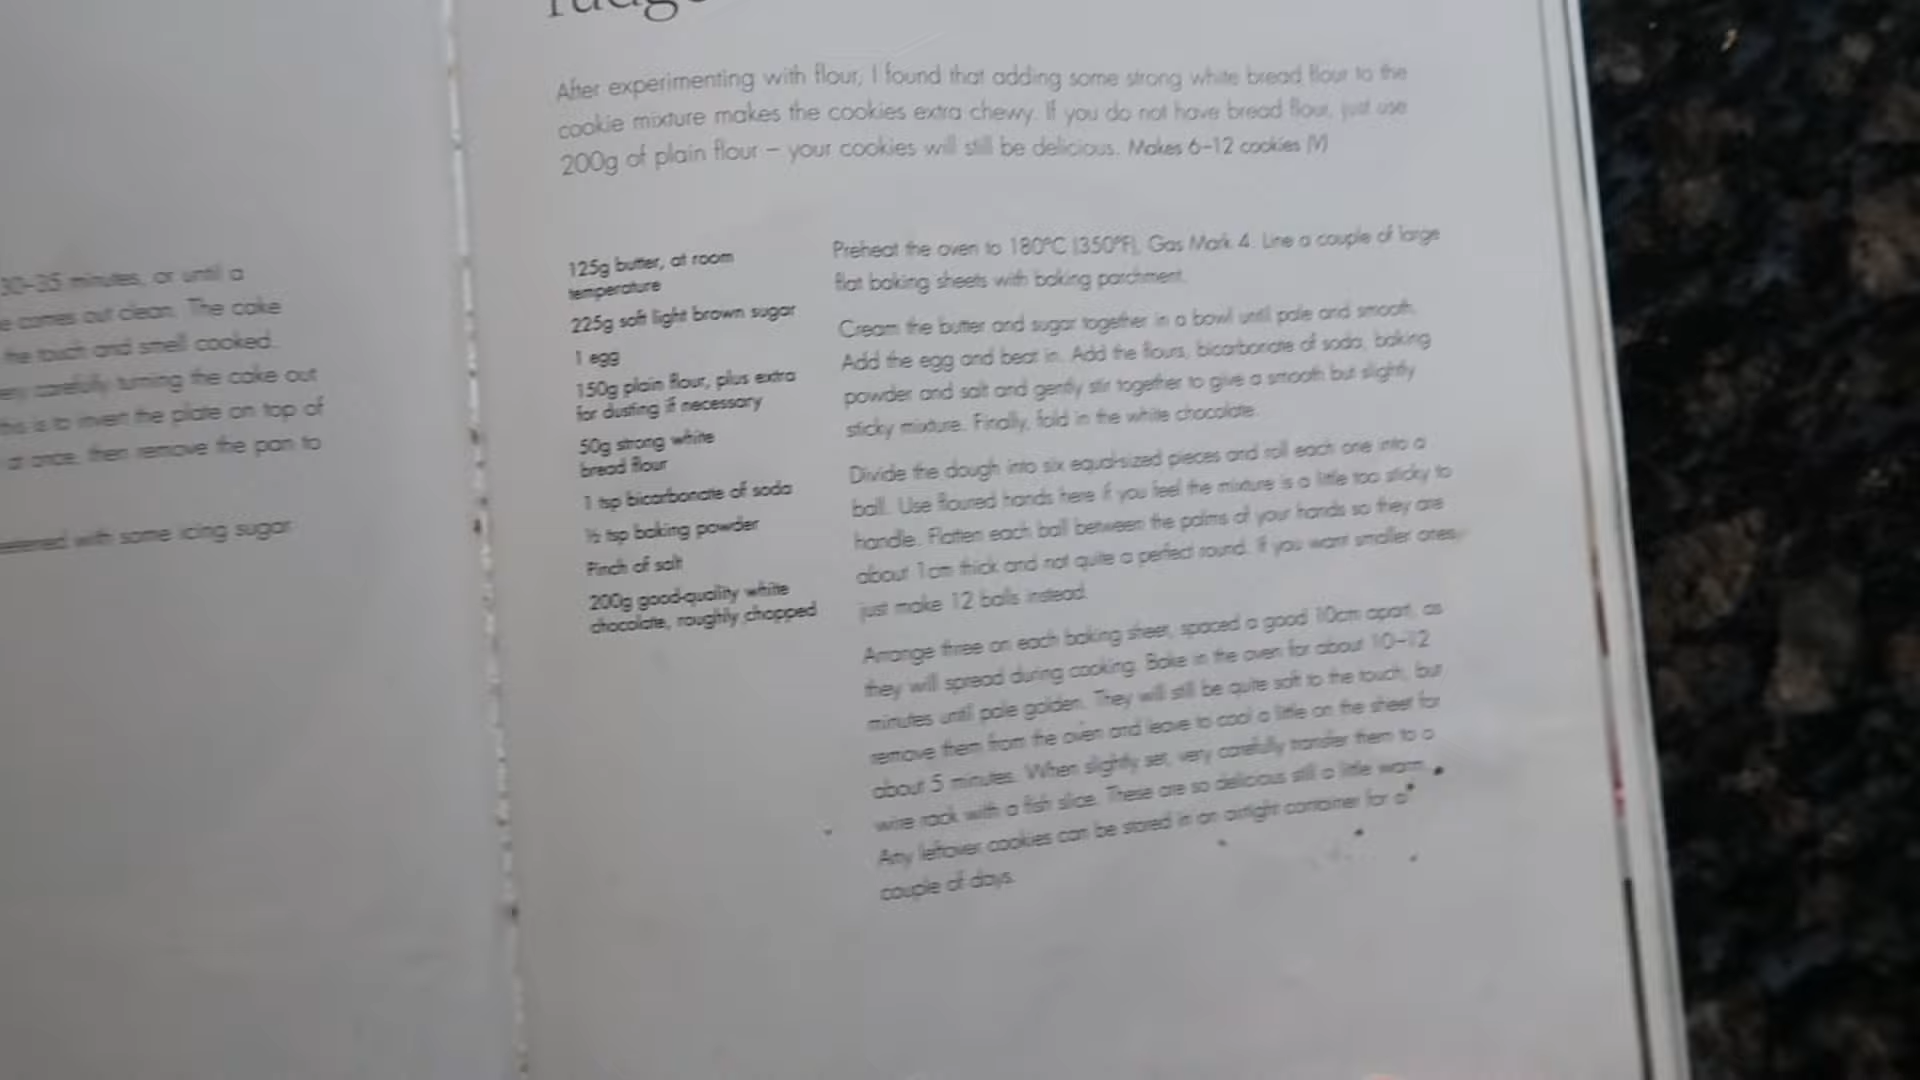 30–35 minutes, or until a
comes out clean. The cake
the touch and smell cooked.
very carefully turning the cake out
this is to invert the plate on top of
at once, then remove the pan to
with some icing sugar
After experimenting with flour, I found that adding some strong white bread flour to the
cookie mixture makes the cookies extra chewy. If you do not have bread flour, just use
200g of plain flour – your cookies will still be delicious. Makes 6–12 cookies (V)
125g butter, at room
temperature
225g soft light brown sugar
1 egg
150g plain flour, plus extra
for dusting if necessary
50g strong white
bread flour
1 tsp bicarbonate of soda
½ tsp baking powder
Pinch of salt
200g good-quality white
chocolate, roughly chopped
Preheat the oven to 180°C (350°F), Gas Mark 4. Line a couple of large
flat baking sheets with baking parchment.
Cream the butter and sugar together in a bowl until pale and smooth.
Add the egg and beat in. Add the flours, bicarbonate of soda, baking
powder and salt and gently stir together to give a smooth but slightly
sticky mixture. Finally, fold in the white chocolate.
Divide the dough into six equal-sized pieces and roll each one into a
ball. Use floured hands here if you feel the mixture is a little too sticky to
handle. Flatten each ball between the palms of your hands so they are
about 1cm thick and not quite a perfect round. If you want smaller ones,
just make 12 balls instead.
Arrange three on each baking sheet, spaced a good 10cm apart, as
they will spread during cooking. Bake in the oven for about 10–12
minutes until pale golden. They will still be quite soft to the touch, but
remove them from the oven and leave to cool a little on the sheet for
about 5 minutes. When slightly set, very carefully transfer them to a
wire rack with a fish slice. These are so delicious still a little warm.
Any leftover cookies can be stored in an airtight container for a
couple of days.